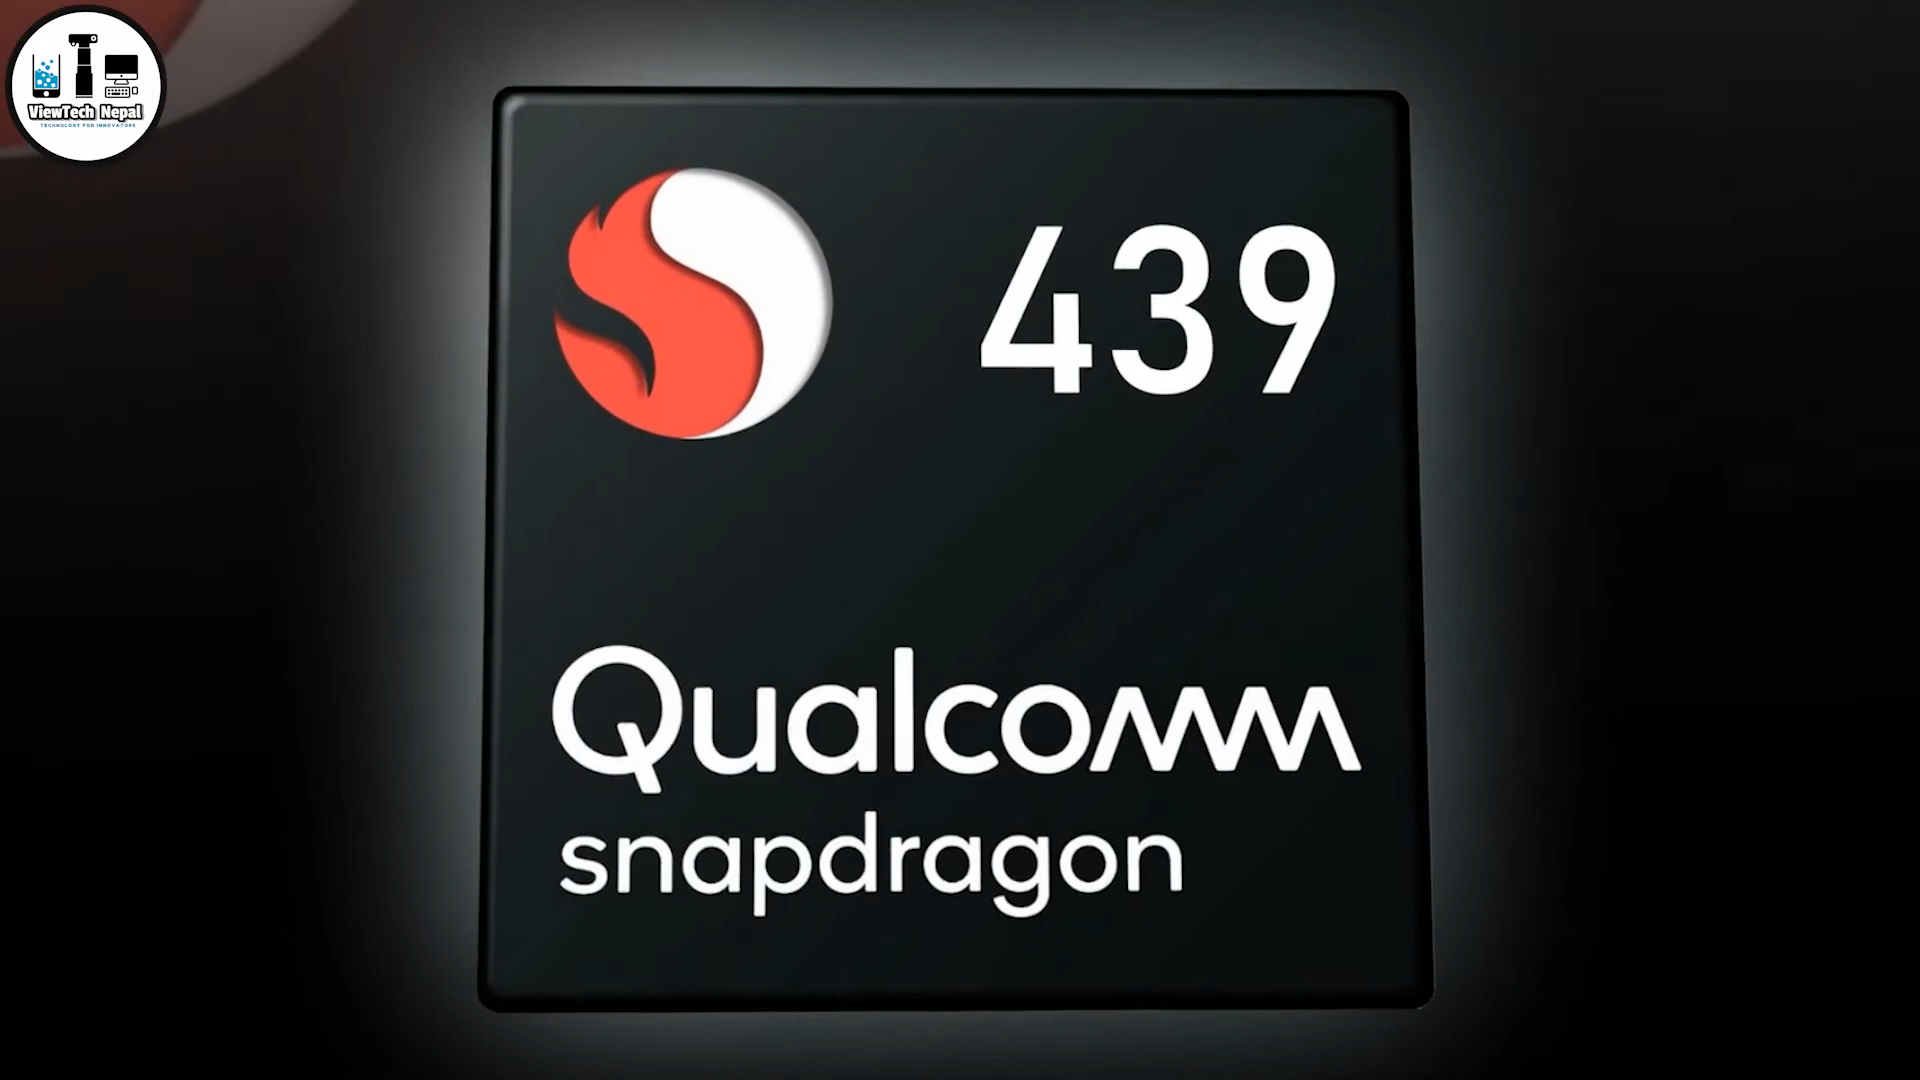 ViewTech Nepal
TECHNOLOGY FOR INNOVATORS
439
Qualcomm
snapdragon